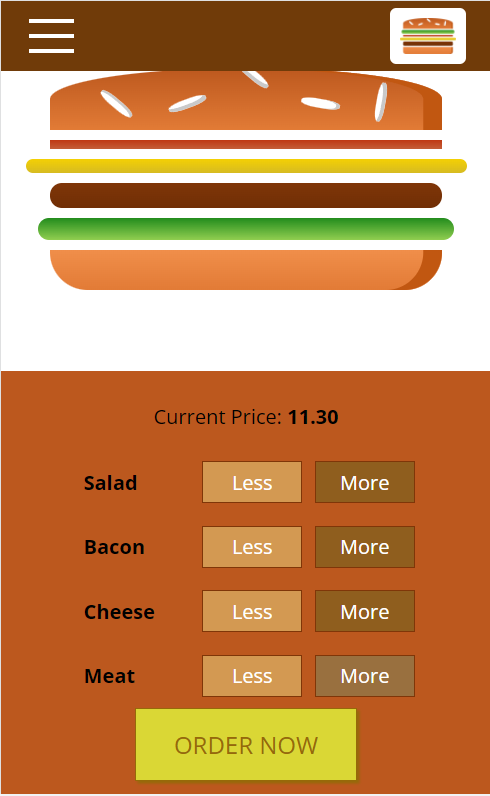 Current Price: 11.30
Salad Less More
Bacon Less More
Cheese Less More
Meat Less More
ORDER NOW